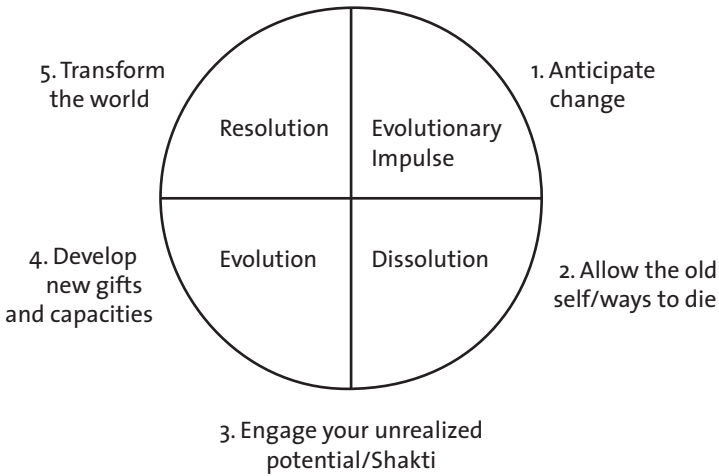 5. Transform
the world
1. Anticipate
change
Resolution
Evolutionary
Impulse
4. Develop
new gifts
and capacities
Evolution
Dissolution
2. Allow the old
self/ways to die
3. Engage your unrealized
potential/Shakti